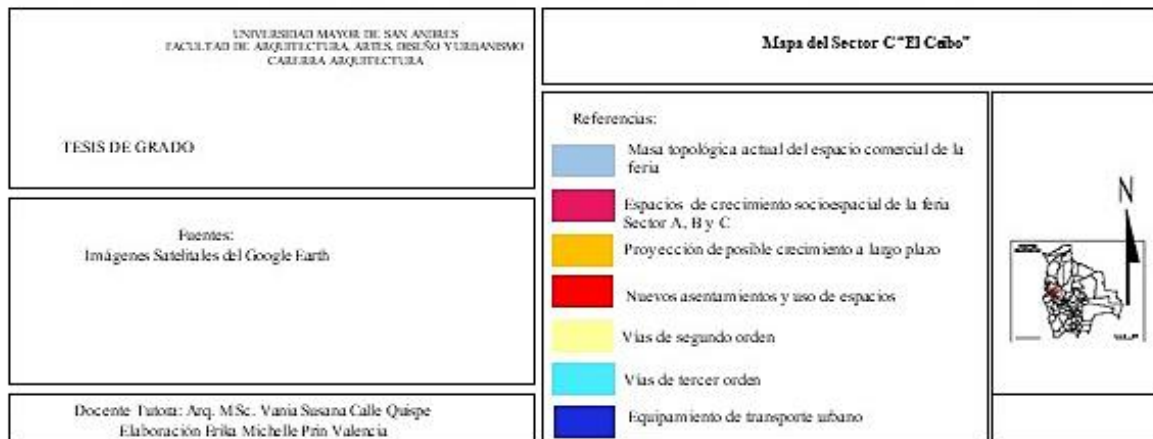 UNIVERSIDAD MAYOR DE SAN ANDRES
FACULTAD DE ARQUITECTURA, ARTES, DISEÑO Y URBANISMO
CARERRA ARQUITECTURA
TESIS DE GRADO
Fuentes:
Imágenes Satelitales del Google Earth
Docente Tutora: Arq. MSc. Vania Susana Calle Quispe
Elaboración Erika Michelle Prin Valencia
Mapa del Sector C "El Ceibo"
Referencias:
Masa topológica actual del espacio comercial de la
feria
Espacios de crecimiento socioespacial de la feria
Sector A, B y C
Proyección de posible crecimiento a largo plazo
Nuevos asentamientos y uso de espacios
Vías de segundo orden
Vías de tercer orden
Equipamiento de transporte urbano
N